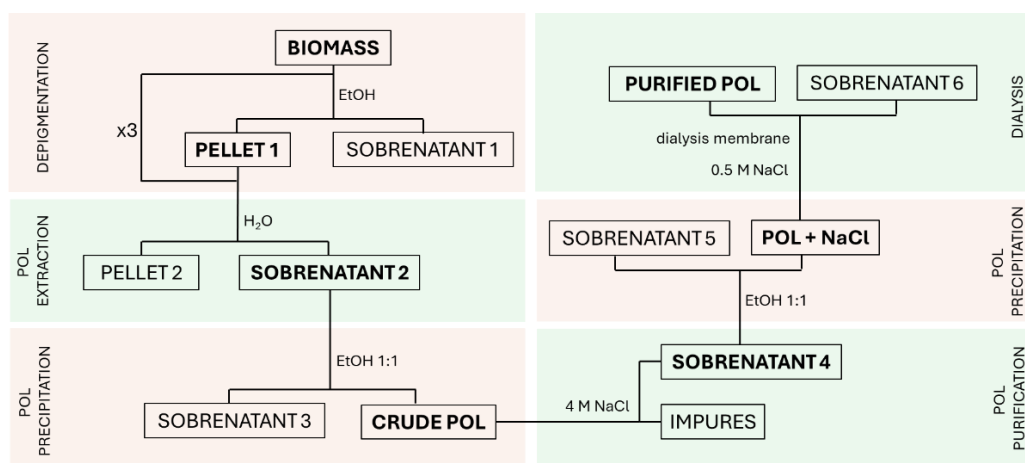 DEPIGMENTATION
BIOMASS
EtOH
x3
PELLET 1
SOBRENATANT 1
POL
EXTRACTION
H₂O
PELLET 2
SOBRENATANT 2
POL
PRECIPITATION
EtOH 1:1
SOBRENATANT 3
CRUDE POL
DIALYSIS
PURIFIED POL
SOBRENATANT 6
dialysis membrane
0.5 M NaCl
POL
PRECIPITATION
SOBRENATANT 5
POL + NaCl
EtOH 1:1
POL
PURIFICATION
SOBRENATANT 4
4 M NaCl
IMPURES